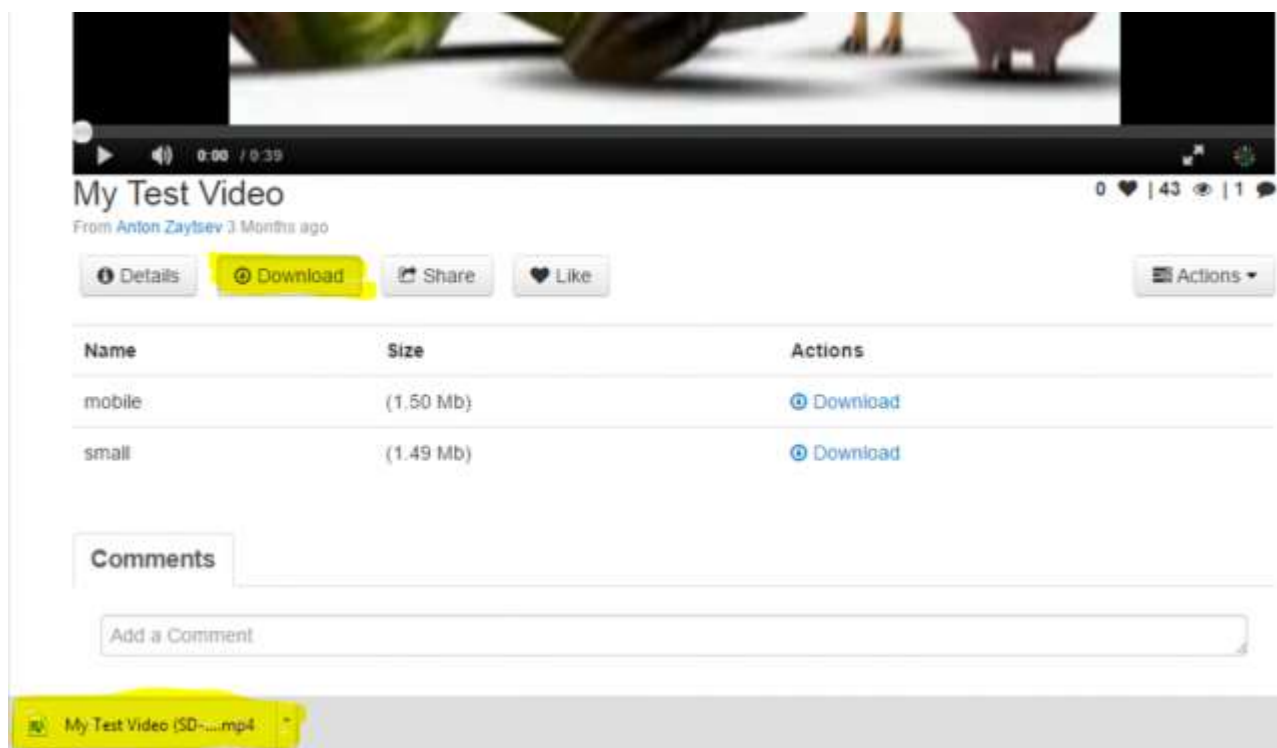 0:00 / 0:39
My Test Video
0 | 43 | 1
From Anton Zaytsev 3 Months ago
Details Download Share Like Actions
Name Size Actions
mobile (1.50 Mb) Download
small (1.49 Mb) Download
Comments
Add a Comment
My Test Video (SD-....mp4